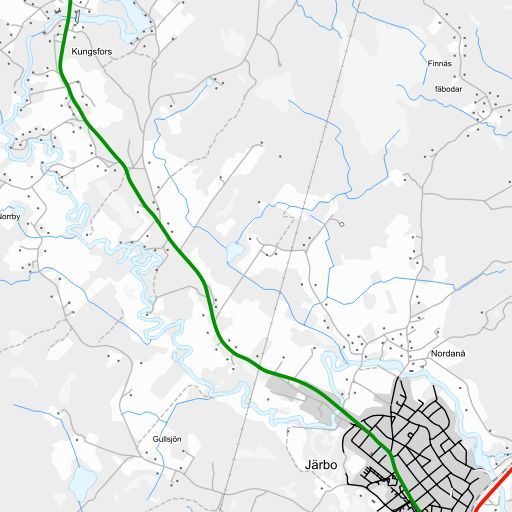 Kungsfors
Finnäs
fäbodar
Norrby
Nordanå
Gullsjön
Järbo